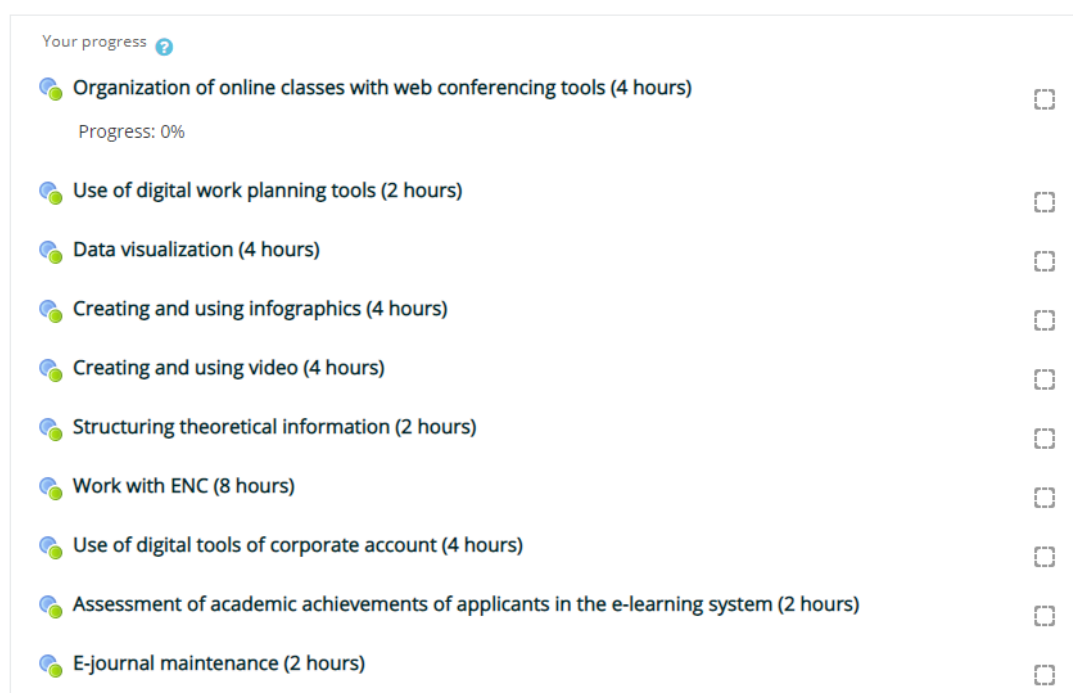 Your progress ?
Organization of online classes with web conferencing tools (4 hours)
Progress: 0%
Use of digital work planning tools (2 hours)
Data visualization (4 hours)
Creating and using infographics (4 hours)
Creating and using video (4 hours)
Structuring theoretical information (2 hours)
Work with ENC (8 hours)
Use of digital tools of corporate account (4 hours)
Assessment of academic achievements of applicants in the e-learning system (2 hours)
E-journal maintenance (2 hours)